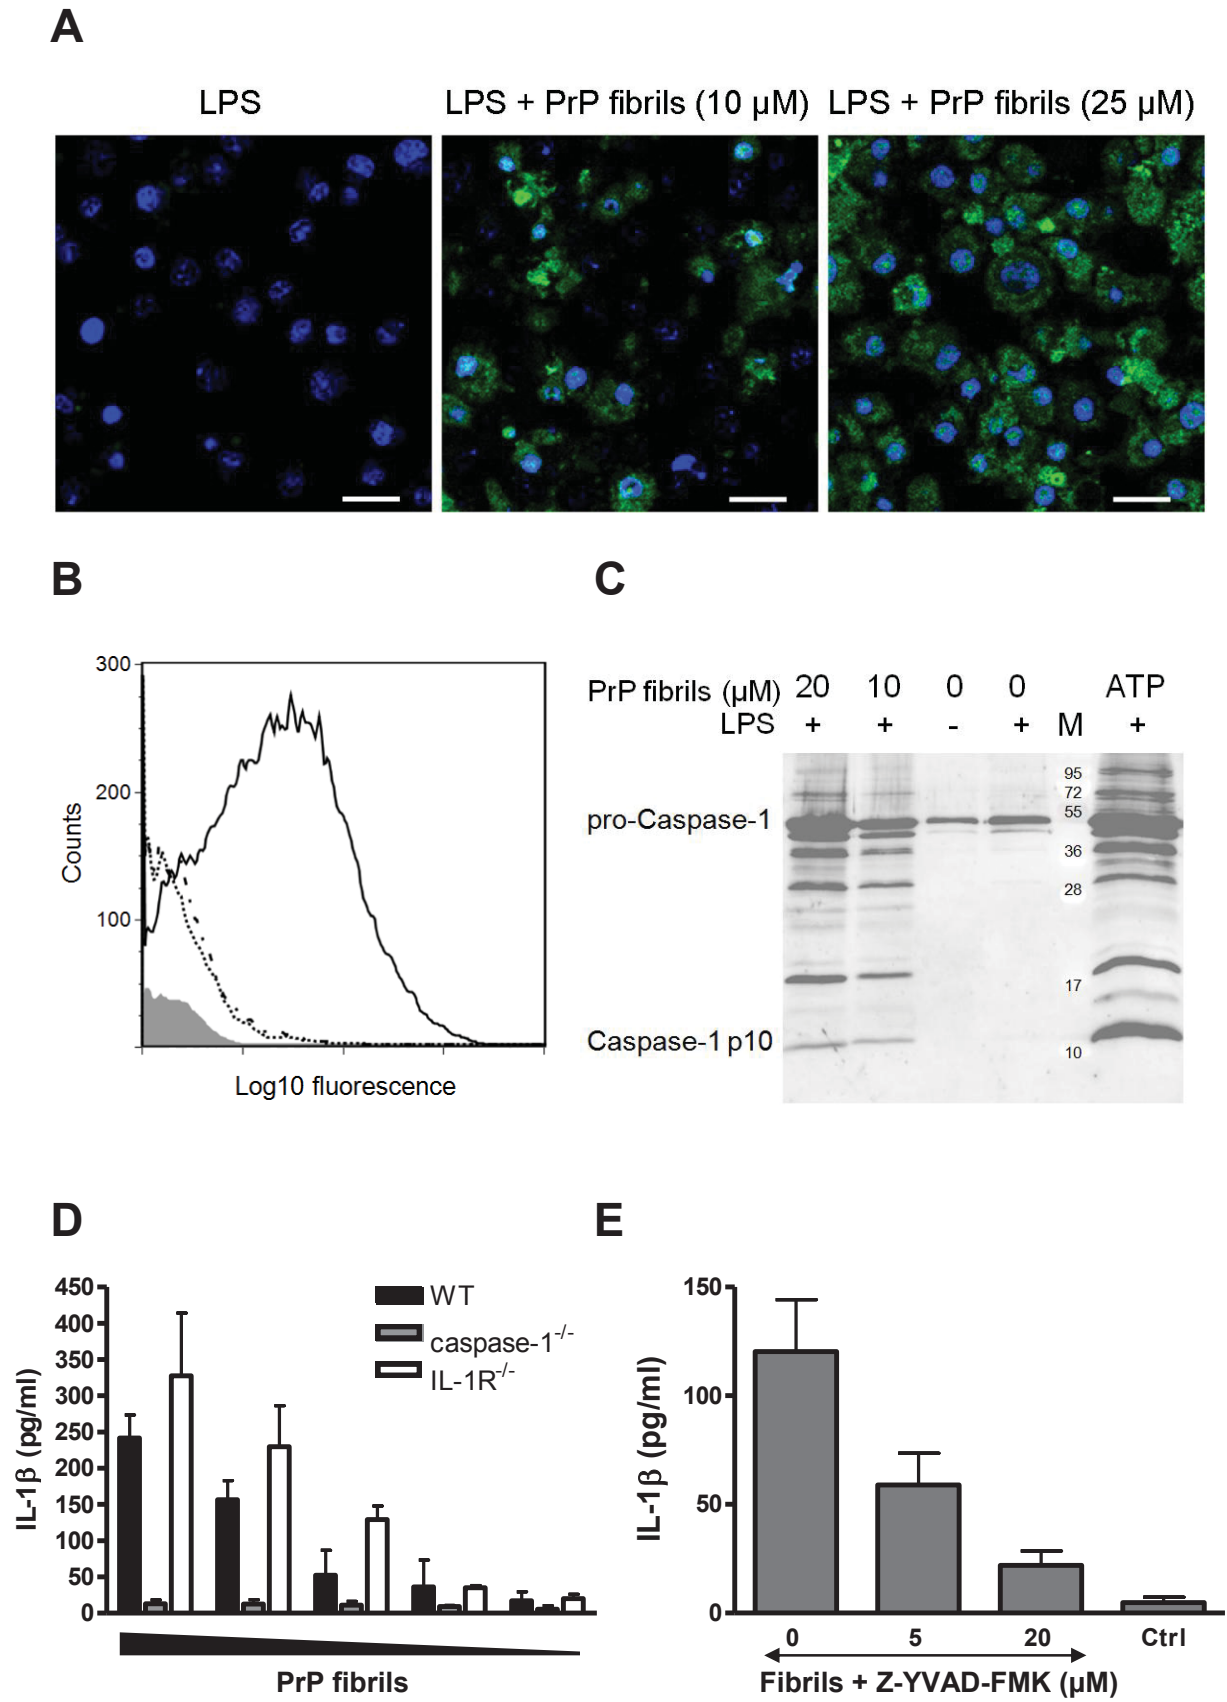 A
LPS
LPS + PrP fibrils (10 µM)
LPS + PrP fibrils (25 µM)
B
300
200
100
Counts
Log10 fluorescence
C
PrP fibrils (µM) 20 10 0 0 ATP
LPS + + - + M +
95
72
55
pro-Caspase-1
36
28
17
Caspase-1 p10
10
D
450
400
350
300
250
200
150
100
50
0
IL-1β (pg/ml)
WT
caspase-1-/-
IL-1R-/-
PrP fibrils
E
150
100
50
0
IL-1β (pg/ml)
0 5 20 Ctrl
Fibrils + Z-YVAD-FMK (µM)